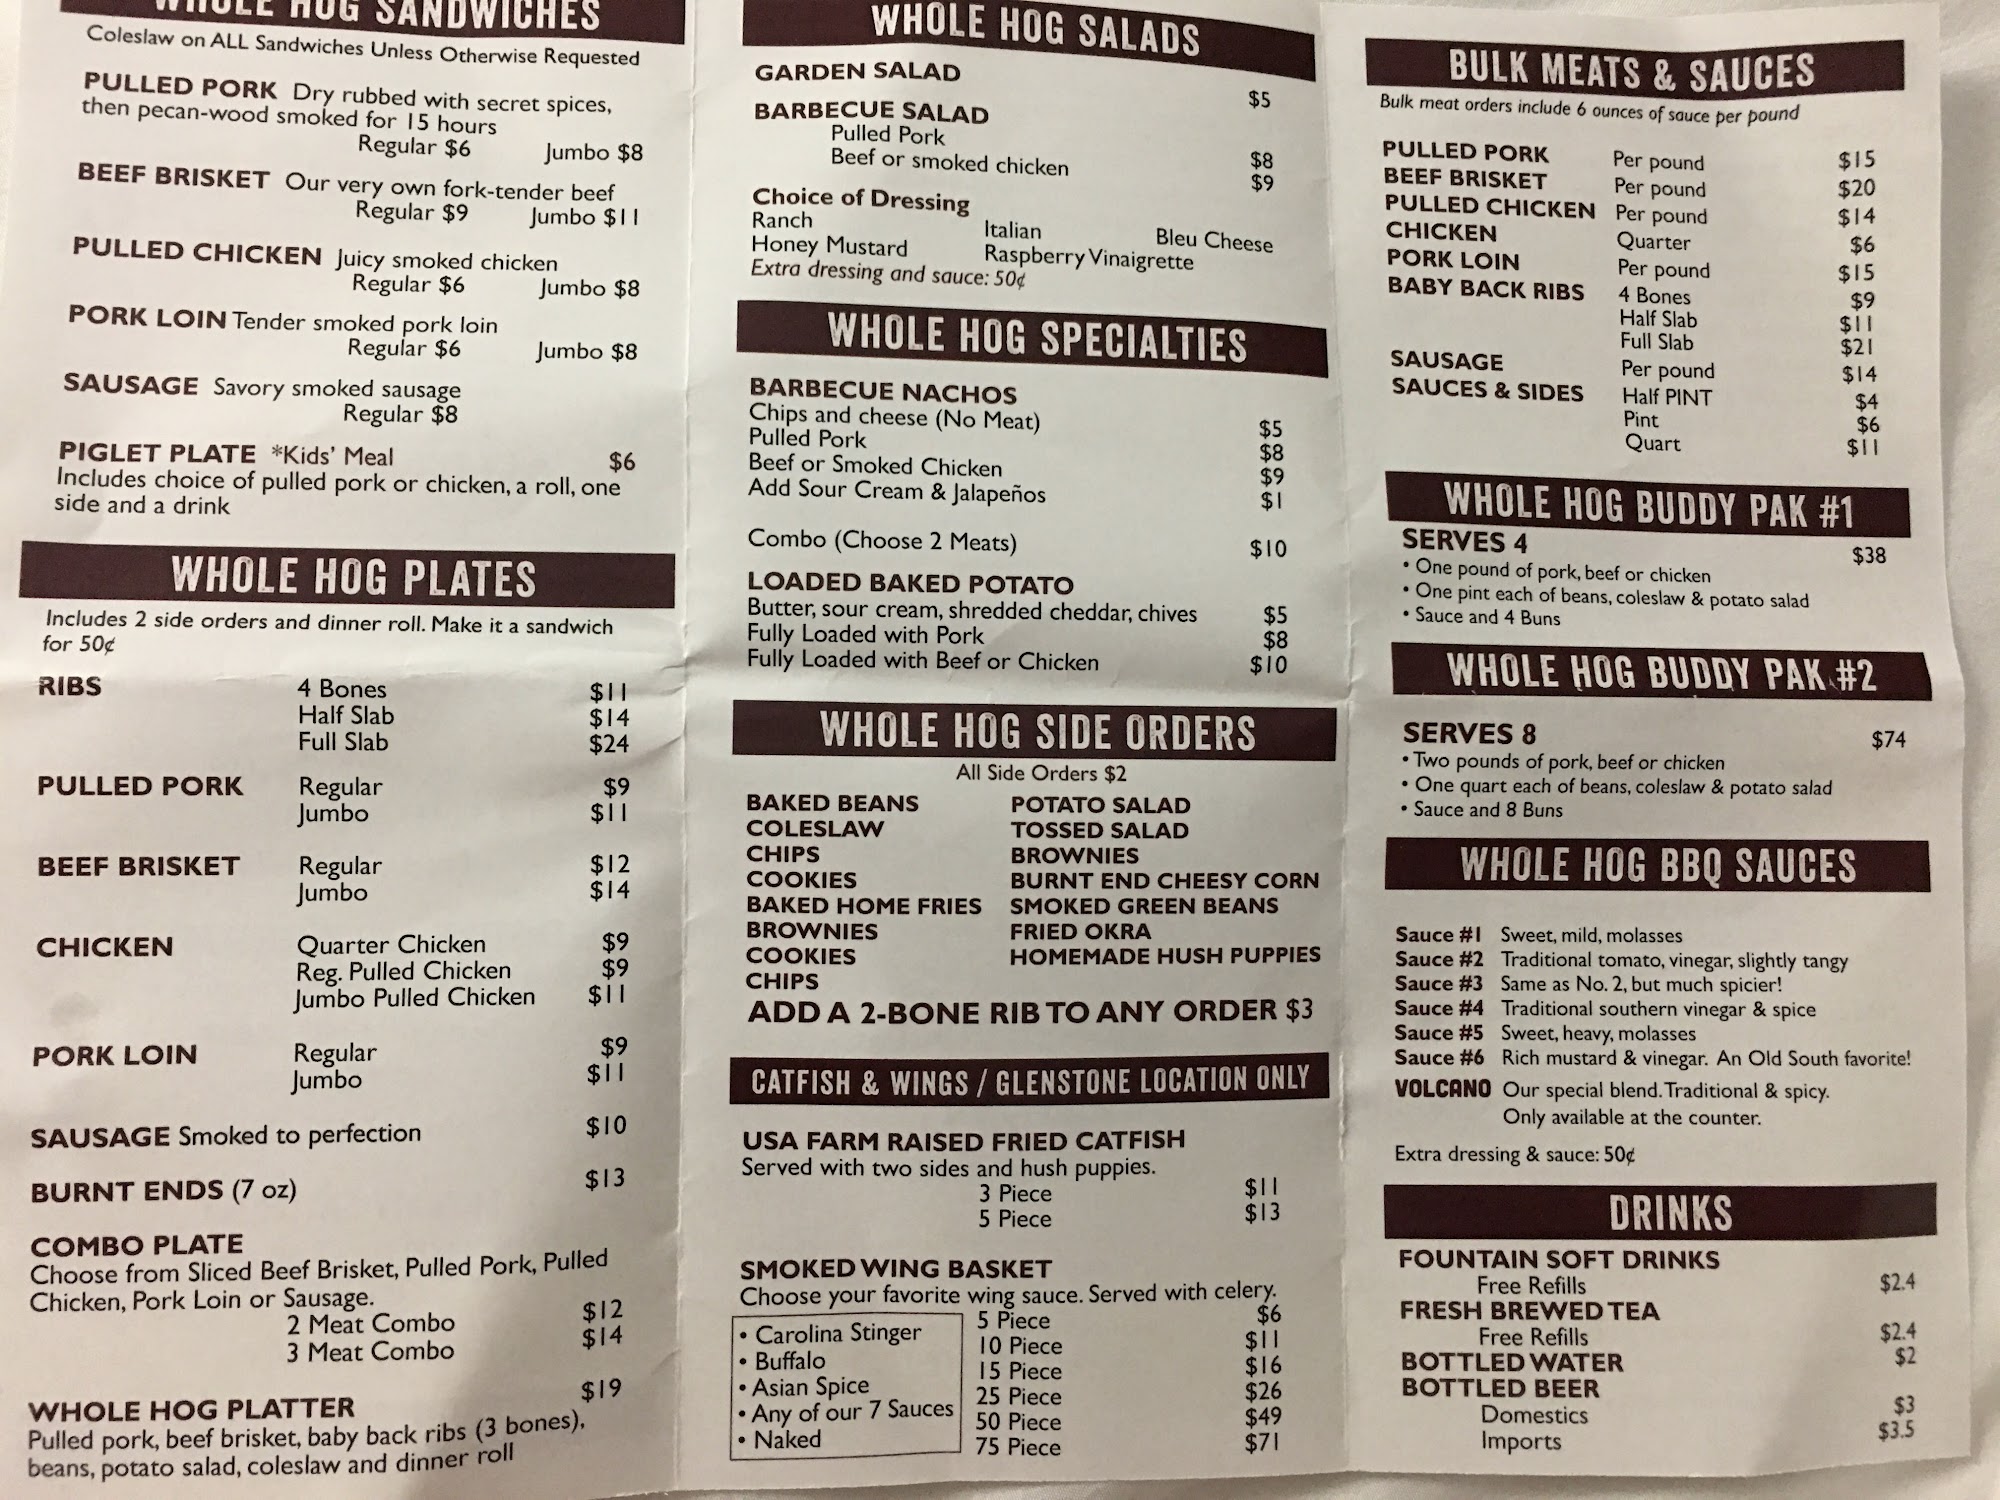 WHOLE HOG SANDWICHES
Coleslaw on ALL Sandwiches Unless Otherwise Requested
PULLED PORK Dry rubbed with secret spices,
then pecan-wood smoked for 15 hours
Regular $6 Jumbo $8
BEEF BRISKET Our very own fork-tender beef
Regular $9 Jumbo $11
PULLED CHICKEN Juicy smoked chicken
Regular $6 Jumbo $8
PORK LOIN Tender smoked pork loin
Regular $6 Jumbo $8
SAUSAGE Savory smoked sausage
Regular $8
PIGLET PLATE *Kids' Meal $6
Includes choice of pulled pork or chicken, a roll, one
side and a drink
WHOLE HOG PLATES
Includes 2 side orders and dinner roll. Make it a sandwich
for 50¢
RIBS 4 Bones $11
Half Slab $14
Full Slab $24
PULLED PORK Regular $9
Jumbo $11
BEEF BRISKET Regular $12
Jumbo $14
CHICKEN Quarter Chicken $9
Reg. Pulled Chicken $9
Jumbo Pulled Chicken $11
PORK LOIN Regular $9
Jumbo $11
SAUSAGE Smoked to perfection $10
BURNT ENDS (7 oz) $13
COMBO PLATE
Choose from Sliced Beef Brisket, Pulled Pork, Pulled
Chicken, Pork Loin or Sausage.
2 Meat Combo $12
3 Meat Combo $14
WHOLE HOG PLATTER $19
Pulled pork, beef brisket, baby back ribs (3 bones),
beans, potato salad, coleslaw and dinner roll
WHOLE HOG SALADS
GARDEN SALAD $5
BARBECUE SALAD
Pulled Pork $8
Beef or smoked chicken $9
Choice of Dressing
Ranch Italian Bleu Cheese
Honey Mustard Raspberry Vinaigrette
Extra dressing and sauce: 50¢
WHOLE HOG SPECIALTIES
BARBECUE NACHOS
Chips and cheese (No Meat) $5
Pulled Pork $8
Beef or Smoked Chicken $9
Add Sour Cream & Jalapeños $1
Combo (Choose 2 Meats) $10
LOADED BAKED POTATO
Butter, sour cream, shredded cheddar, chives $5
Fully Loaded with Pork $8
Fully Loaded with Beef or Chicken $10
WHOLE HOG SIDE ORDERS
All Side Orders $2
BAKED BEANS POTATO SALAD
COLESLAW TOSSED SALAD
CHIPS BROWNIES
COOKIES BURNT END CHEESY CORN
BAKED HOME FRIES SMOKED GREEN BEANS
BROWNIES FRIED OKRA
COOKIES HOMEMADE HUSH PUPPIES
CHIPS
ADD A 2-BONE RIB TO ANY ORDER $3
CATFISH & WINGS / GLENSTONE LOCATION ONLY
USA FARM RAISED FRIED CATFISH
Served with two sides and hush puppies.
3 Piece $11
5 Piece $13
SMOKED WING BASKET
Choose your favorite wing sauce. Served with celery.
• Carolina Stinger
• Buffalo
• Asian Spice
• Any of our 7 Sauces
• Naked
5 Piece $6
10 Piece $11
15 Piece $16
25 Piece $26
50 Piece $49
75 Piece $71
BULK MEATS & SAUCES
Bulk meat orders include 6 ounces of sauce per pound
PULLED PORK Per pound $15
BEEF BRISKET Per pound $20
PULLED CHICKEN Per pound $14
CHICKEN Quarter $6
PORK LOIN Per pound $15
BABY BACK RIBS 4 Bones $9
Half Slab $11
Full Slab $21
SAUSAGE Per pound $14
SAUCES & SIDES Half PINT $4
Pint $6
Quart $11
WHOLE HOG BUDDY PAK #1
SERVES 4 $38
• One pound of pork, beef or chicken
• One pint each of beans, coleslaw & potato salad
• Sauce and 4 Buns
WHOLE HOG BUDDY PAK #2
SERVES 8 $74
• Two pounds of pork, beef or chicken
• One quart each of beans, coleslaw & potato salad
• Sauce and 8 Buns
WHOLE HOG BBQ SAUCES
Sauce #1 Sweet, mild, molasses
Sauce #2 Traditional tomato, vinegar, slightly tangy
Sauce #3 Same as No. 2, but much spicier!
Sauce #4 Traditional southern vinegar & spice
Sauce #5 Sweet, heavy, molasses
Sauce #6 Rich mustard & vinegar. An Old South favorite!
VOLCANO Our special blend. Traditional & spicy.
Only available at the counter.
Extra dressing & sauce: 50¢
DRINKS
FOUNTAIN SOFT DRINKS
Free Refills $2.4
FRESH BREWED TEA
Free Refills $2.4
BOTTLED WATER $2
BOTTLED BEER
Domestics $3
Imports $3.5